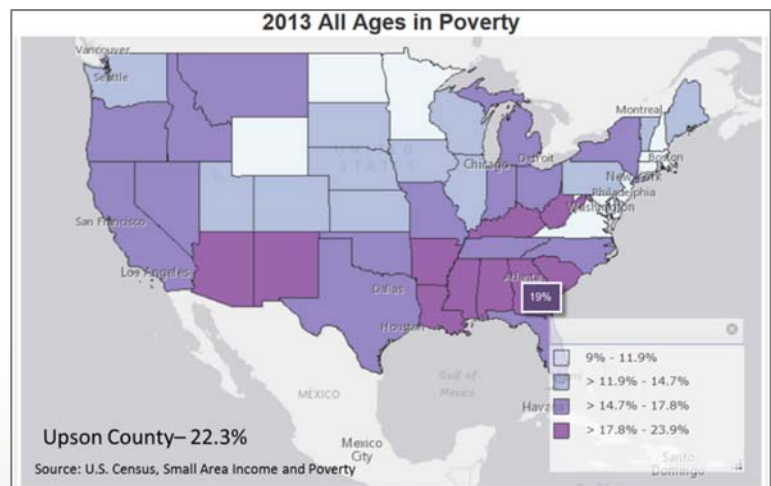 2013 All Ages in Poverty
Vancouver
Seattle
Montreal
UNITED
STATES
Chicago
Detroit
Boston
New York
Philadelphia
Washington
San Francisco
Los Angeles
Atlanta
Dallas
19%
Houston
9% - 11.9%
> 11.9% - 14.7%
> 14.7% - 17.8%
> 17.8% - 23.9%
Gulf of
Mexico
MÉXICO
Havana
Upson County– 22.3%
Mexico
City
Source: U.S. Census, Small Area Income and Poverty
Santo
Domingo